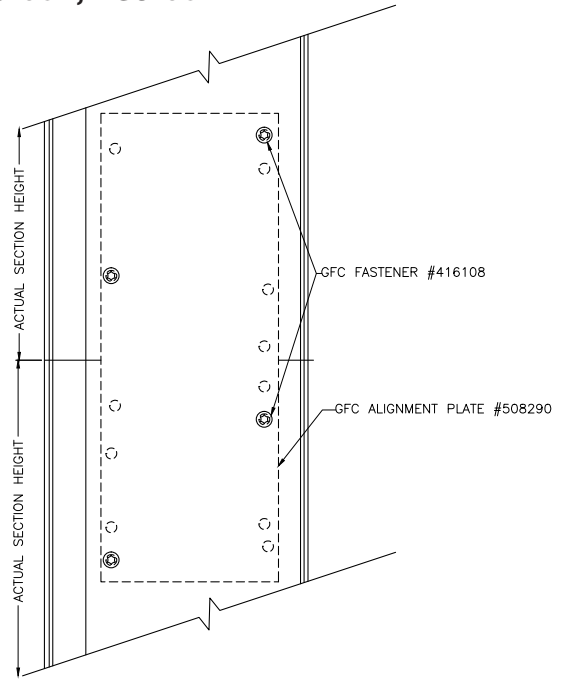 ACTUAL SECTION HEIGHT
GFC FASTENER #416108
GFC ALIGNMENT PLATE #508290
ACTUAL SECTION HEIGHT